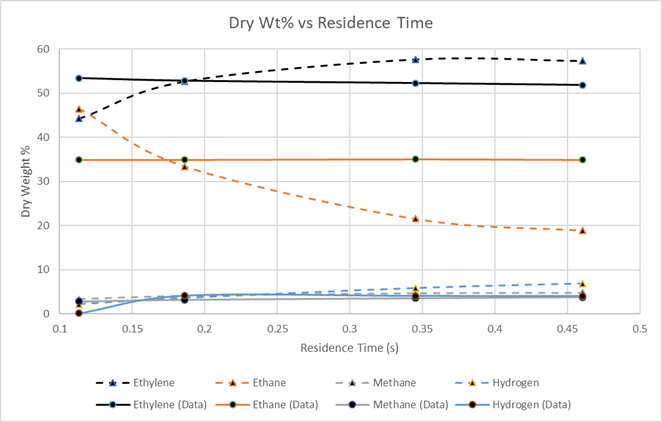 Dry Wt% vs Residence Time
60
50
40
30
20
10
0
Dry Weight %
0.1 0.15 0.2 0.25 0.3 0.35 0.4 0.45 0.5
Residence Time (s)
Ethylene Ethane Methane Hydrogen
Ethylene (Data) Ethane (Data) Methane (Data) Hydrogen (Data)